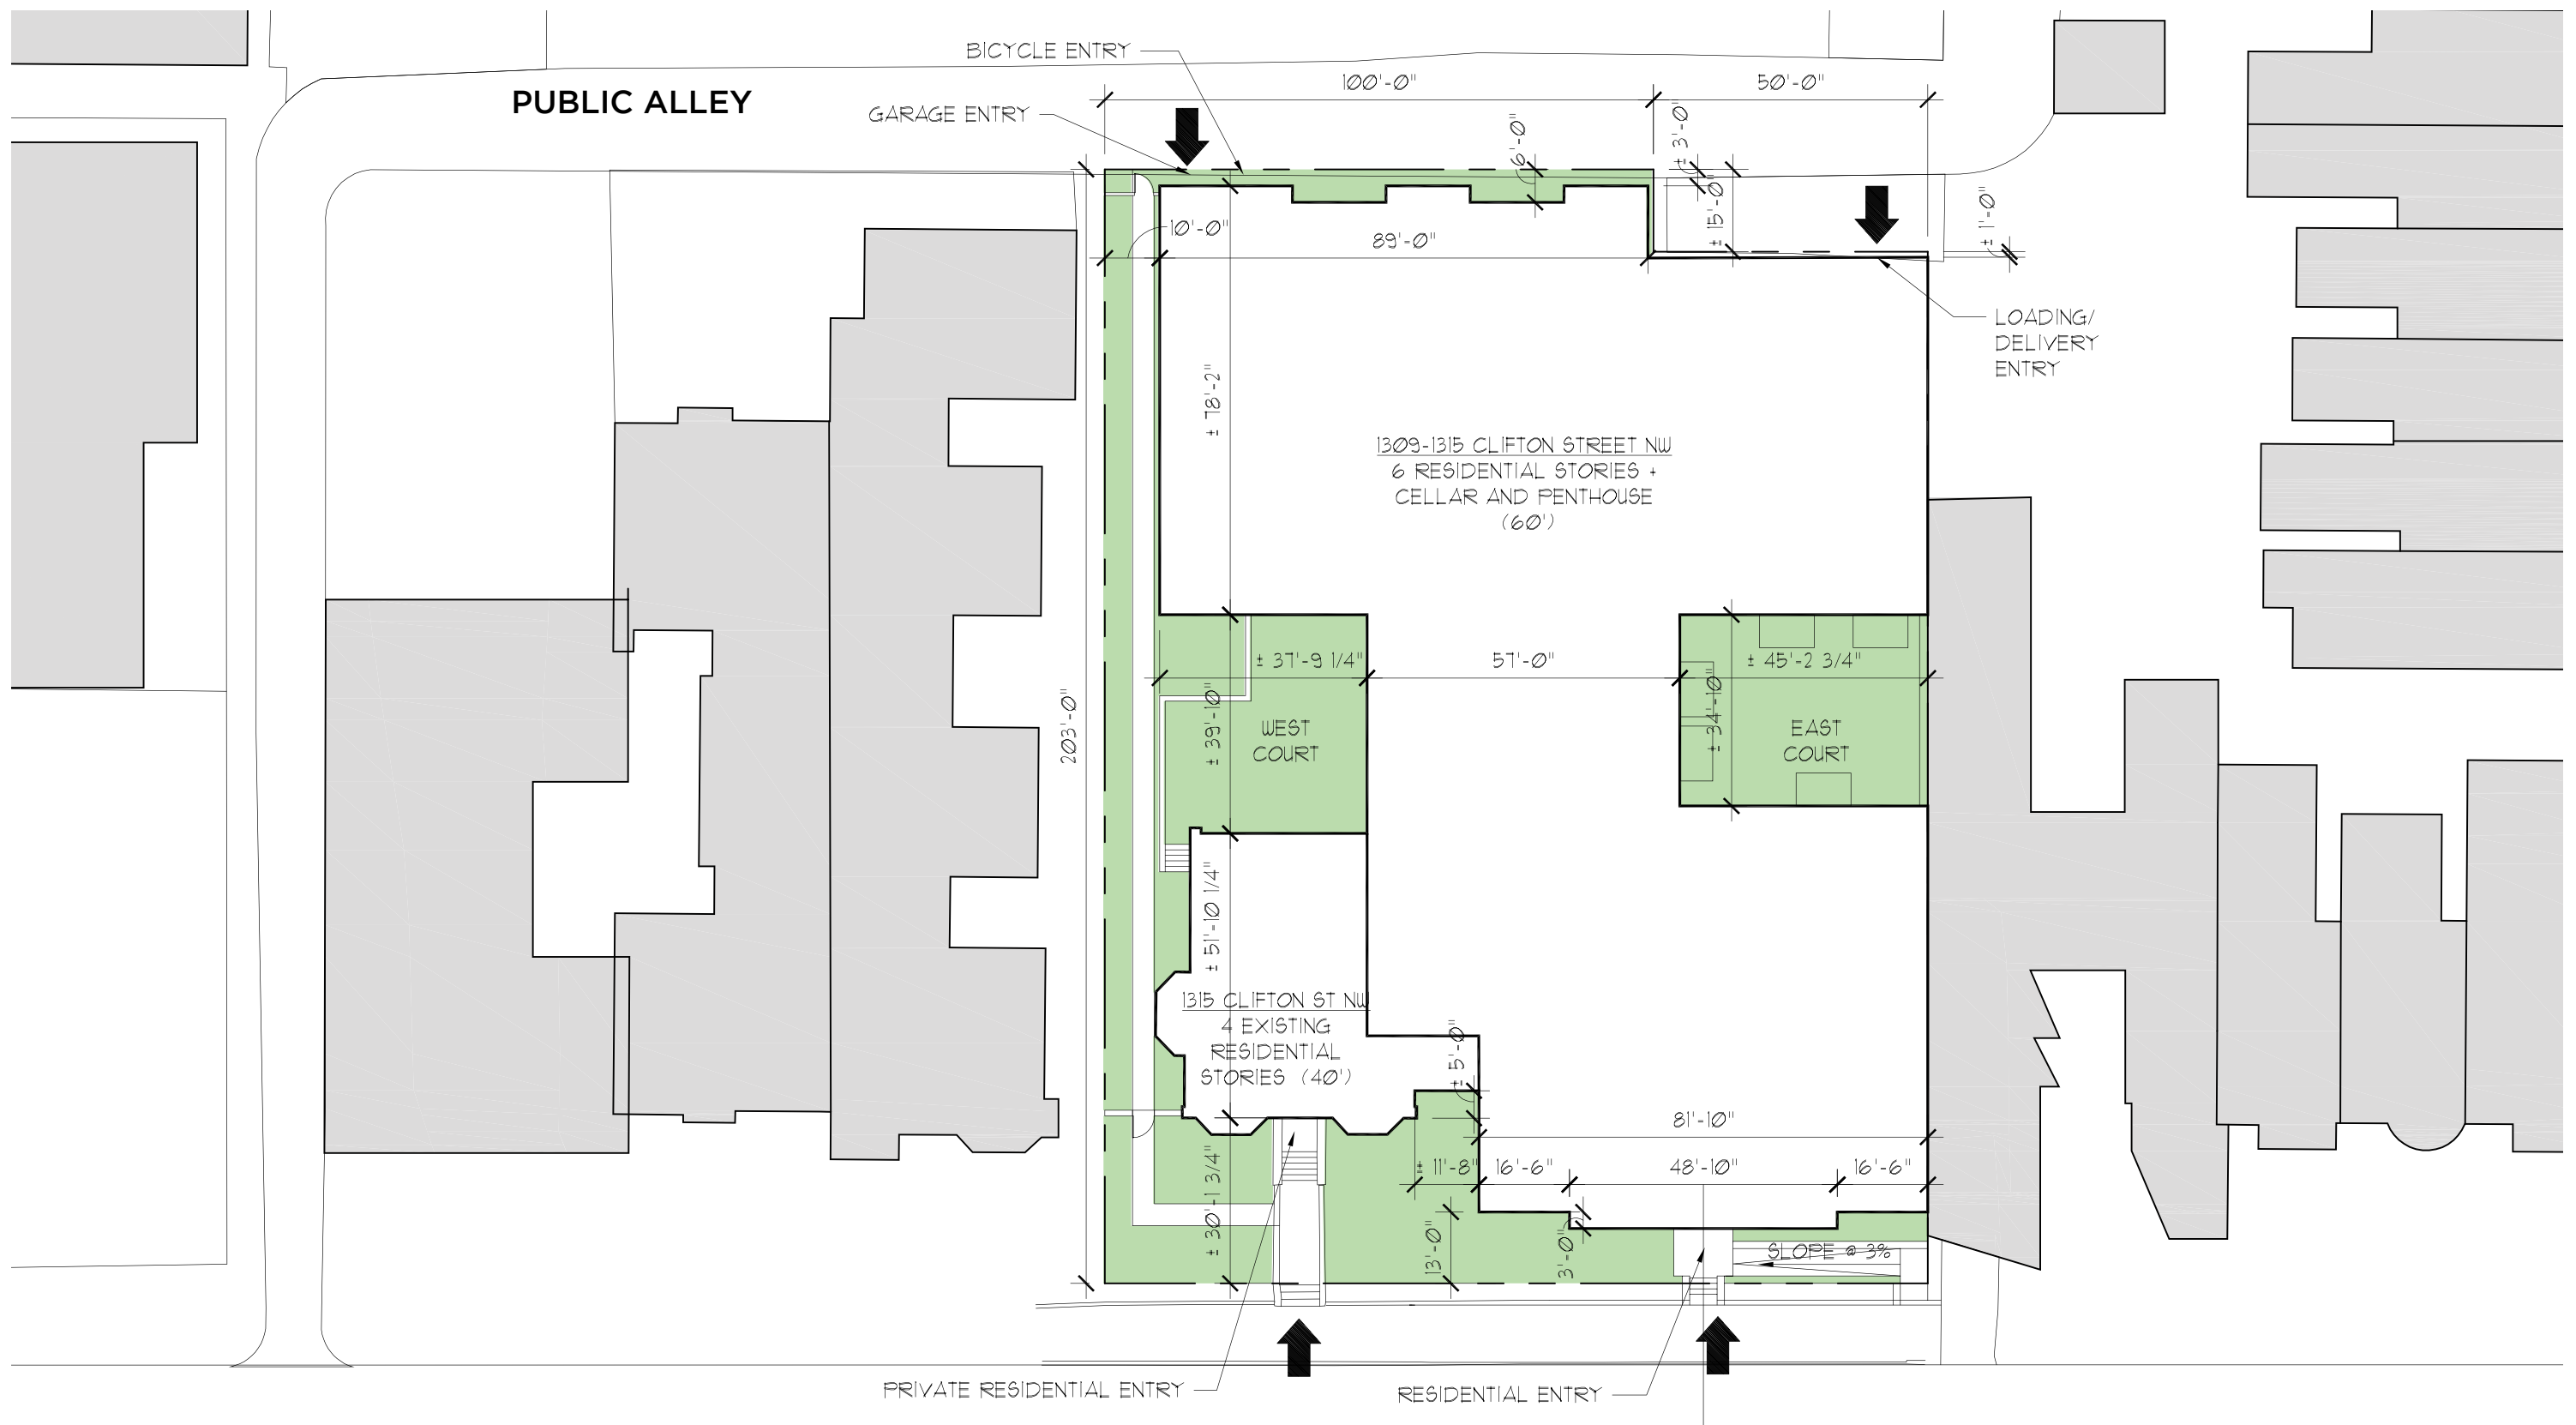 BICYCLE ENTRY
100'-0"
50'-0"
PUBLIC ALLEY
GARAGE ENTRY
6'-0"
± 3'-0"
± 15'-0"
± 1'-0"
10'-0"
89'-0"
LOADING/
DELIVERY
ENTRY
± 78'-2"
1309-1315 CLIFTON STREET NW
6 RESIDENTIAL STORIES +
CELLAR AND PENTHOUSE
(60')
± 37'-9 1/4"
57'-0"
± 45'-2 3/4"
203'-0"
± 39'-10"
± 34'-10"
WEST
COURT
EAST
COURT
± 51'-10 1/4"
1315 CLIFTON ST NW
4 EXISTING
RESIDENTIAL
STORIES (40')
± 5'-0"
81'-10"
± 11'-8"
16'-6"
48'-10"
16'-6"
± 30'-1 3/4"
13'-0"
3'-0"
SLOPE @ 3%
PRIVATE RESIDENTIAL ENTRY
RESIDENTIAL ENTRY